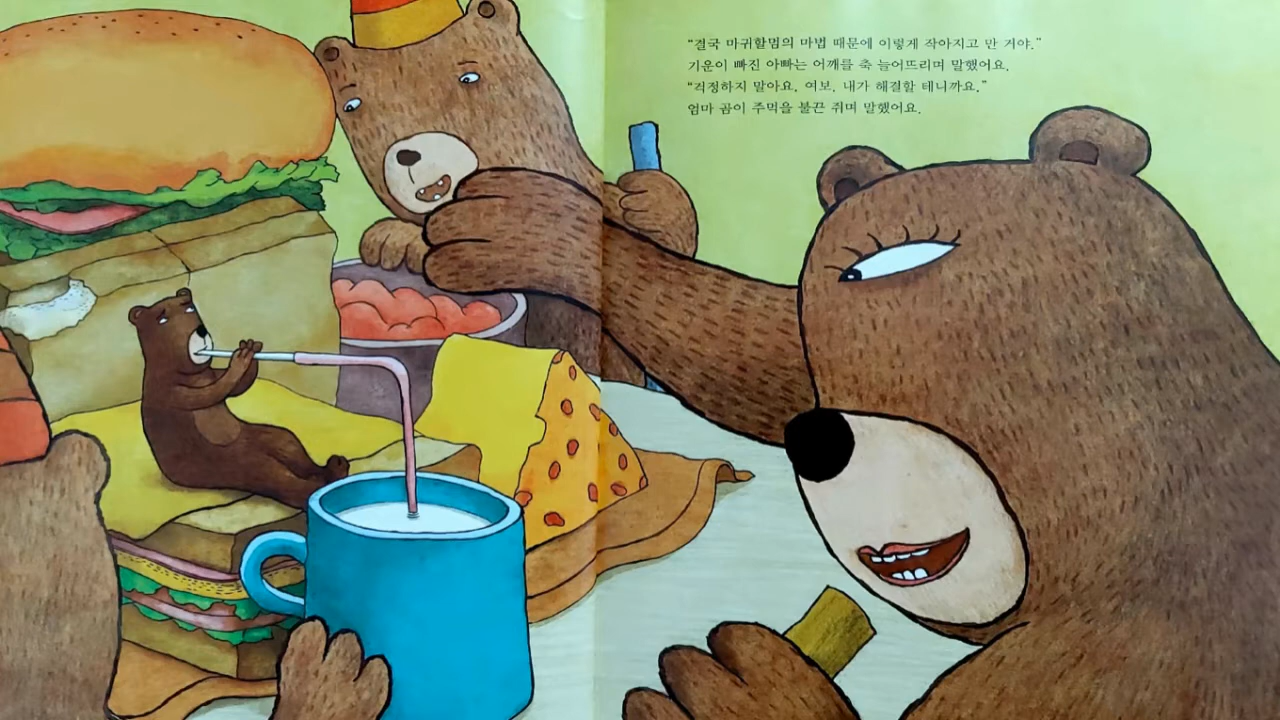 “결국 마귀할멈의 마법 때문에 이렇게 작아지고 만 거야.”
기운이 빠진 아빠는 어깨를 축 늘어뜨리며 말했어요.
“걱정하지 말아요, 여보. 내가 해결할 테니까요.”
엄마 곰이 주먹을 불끈 쥐며 말했어요.